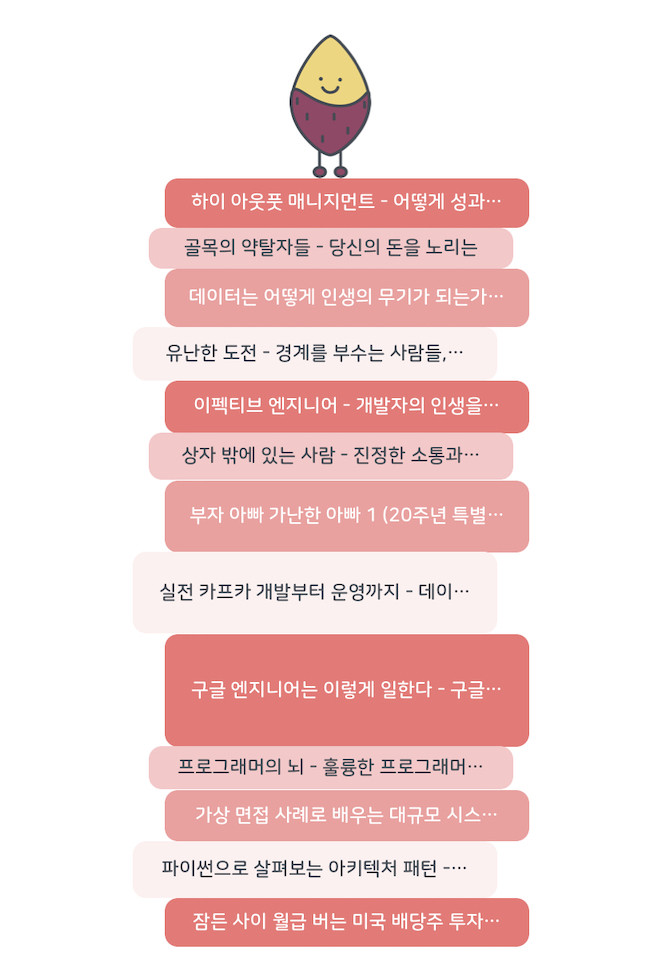 하이 아웃풋 매니지먼트 - 어떻게 성과…
골목의 약탈자들 - 당신의 돈을 노리는
데이터는 어떻게 인생의 무기가 되는가…
유난한 도전 - 경계를 부수는 사람들,…
이펙티브 엔지니어 - 개발자의 인생을…
상자 밖에 있는 사람 - 진정한 소통과…
부자 아빠 가난한 아빠 1 (20주년 특별…
실전 카프카 개발부터 운영까지 - 데이…
구글 엔지니어는 이렇게 일한다 - 구글…
프로그래머의 뇌 - 훌륭한 프로그래머…
가상 면접 사례로 배우는 대규모 시스…
파이썬으로 살펴보는 아키텍처 패턴 -…
잠든 사이 월급 버는 미국 배당주 투자…